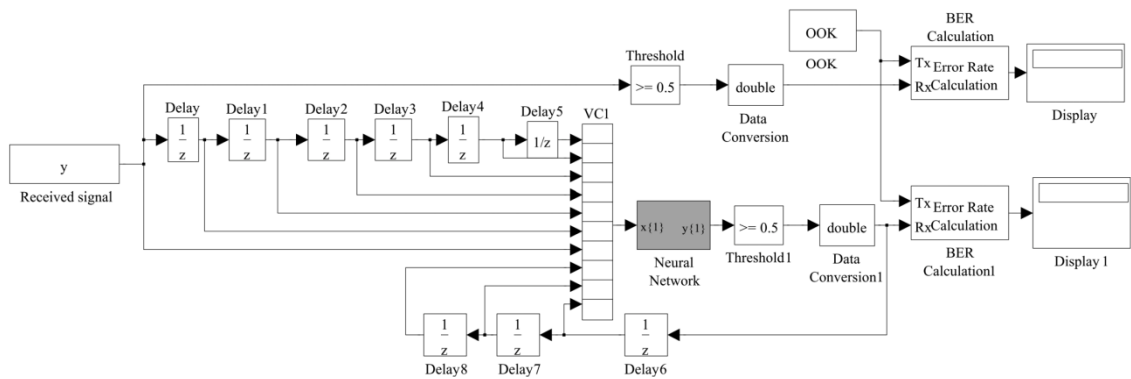 BER
Calculation
OOK
OOK
Threshold
>= 0.5
double
Data
Conversion
Tx
Rx
Error Rate
Calculation
Display
Delay
1
z
Delay1
1
z
Delay2
1
z
Delay3
1
z
Delay4
1
z
Delay5
1/z
VC1
y
Received signal
x{1}
y{1}
Neural
Network
>= 0.5
Threshold1
double
Data
Conversion1
Tx
Rx
Error Rate
Calculation
BER
Calculation1
Display 1
1
z
Delay8
1
z
Delay7
1
z
Delay6